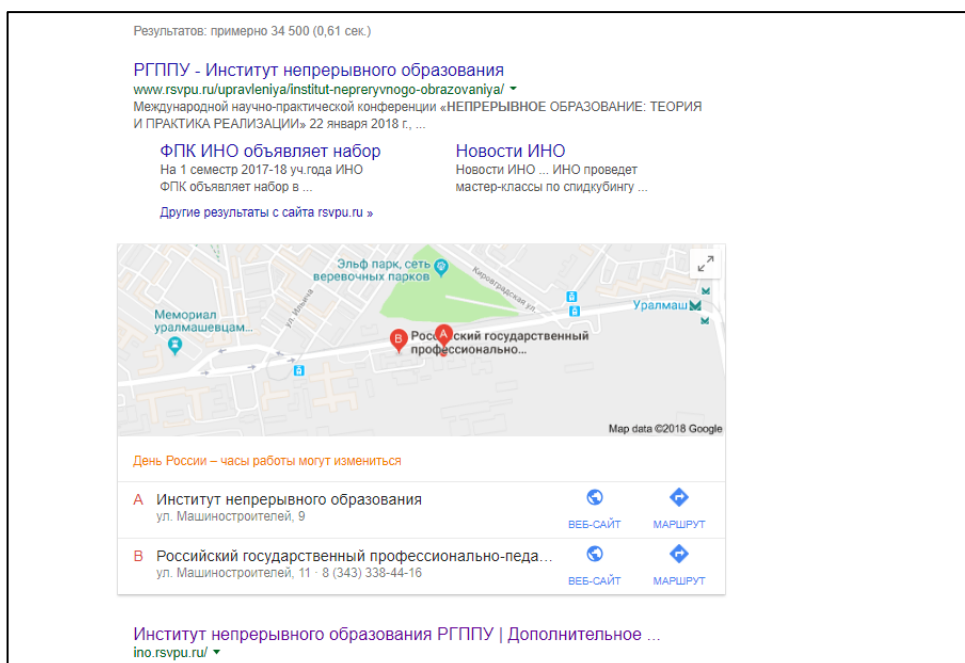 Результатов: примерно 34 500 (0,61 сек.)
РГППУ - Институт непрерывного образования
www.rsvpu.ru/upravleniya/institut-nepreryvnogo-obrazovaniya/
Международной научно-практической конференции «НЕПРЕРЫВНОЕ ОБРАЗОВАНИЕ: ТЕОРИЯ
И ПРАКТИКА РЕАЛИЗАЦИИ» 22 января 2018 г., ...
ФПК ИНО объявляет набор
На 1 семестр 2017-18 уч.года ИНО
ФПК объявляет набор в ...
Новости ИНО
Новости ИНО ... ИНО проведет
мастер-классы по спидкубингу ...
Другие результаты с сайта rsvpu.ru »
Эльф парк, сеть
веревочных парков
Кировградская ул.
ул. Ильича
Уралмаш
Мемориал
уралмашевцам...
B
A
Российский государственный
профессионально...
Map data ©2018 Google
День России – часы работы могут измениться
A Институт непрерывного образования
ул. Машиностроителей, 9
ВЕБ-САЙТ МАРШРУТ
B Российский государственный профессионально-педа...
ул. Машиностроителей, 11 · 8 (343) 338-44-16
ВЕБ-САЙТ МАРШРУТ
Институт непрерывного образования РГППУ | Дополнительное ...
ino.rsvpu.ru/